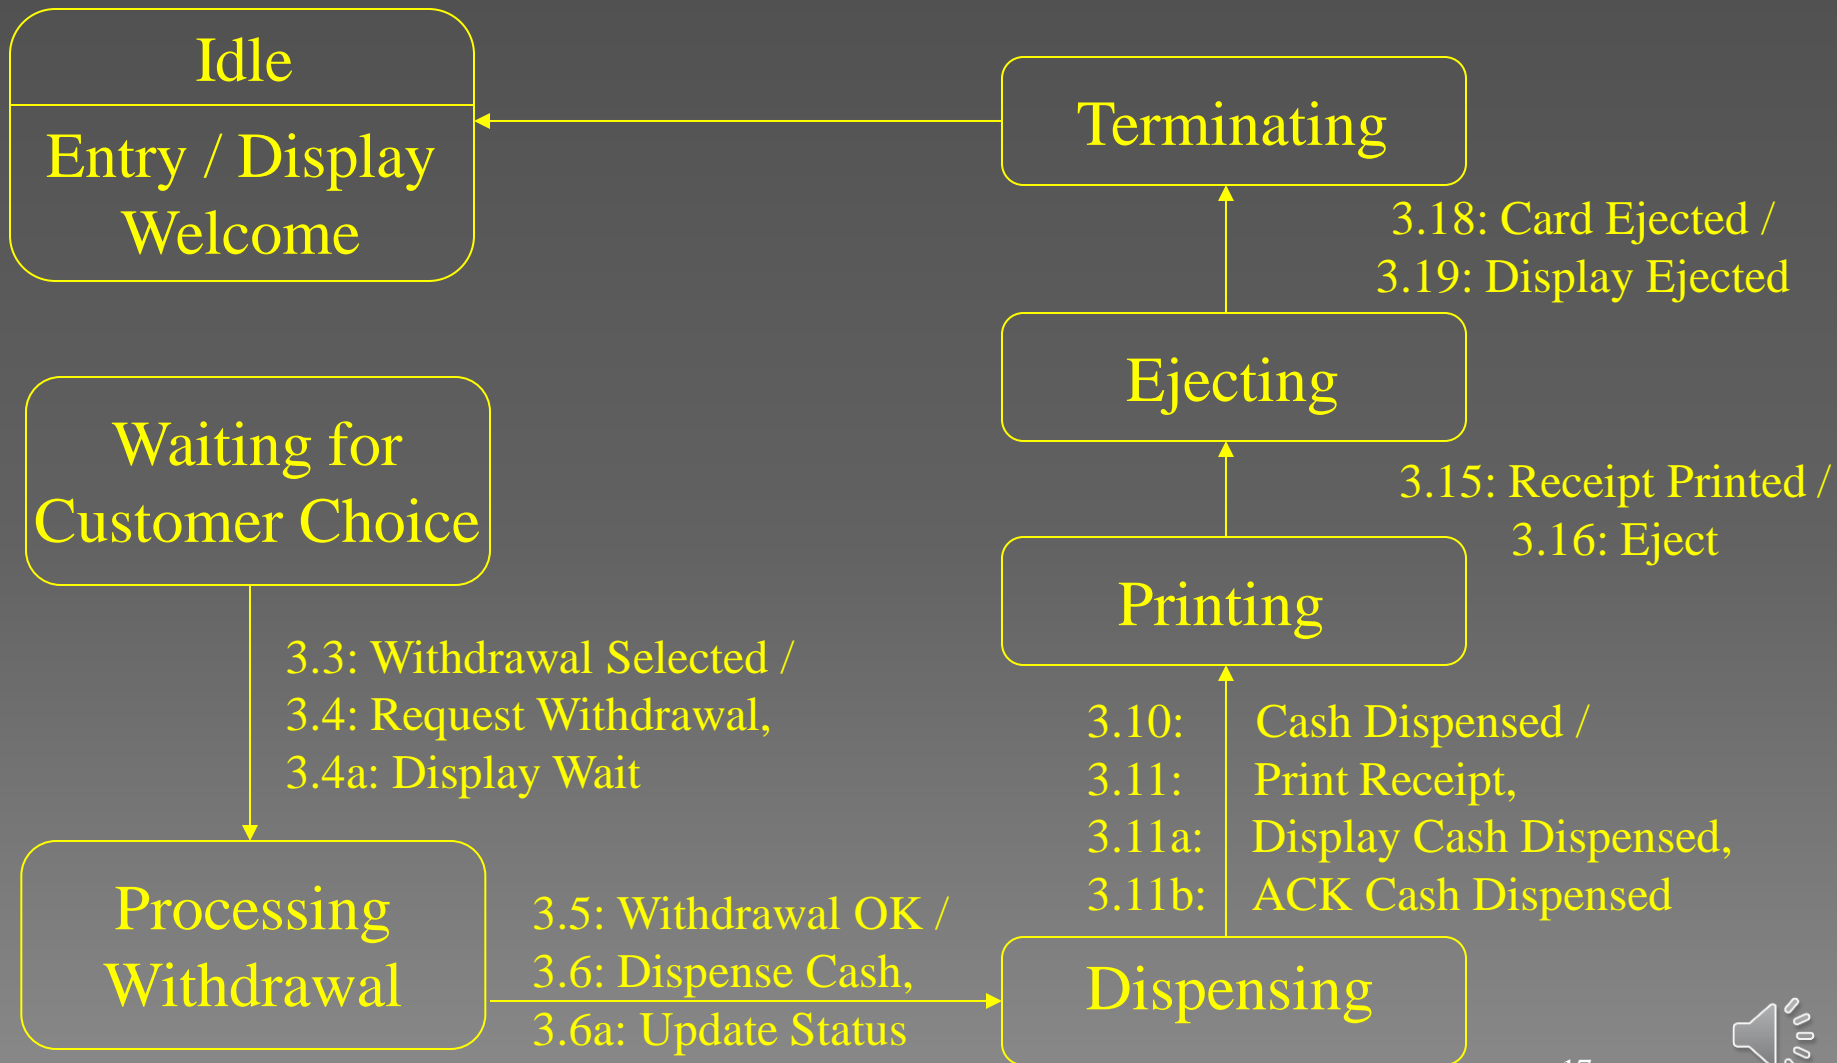 Idle
Entry / Display
Welcome
Terminating
3.18: Card Ejected /
3.19: Display Ejected
Ejecting
Waiting for
Customer Choice
3.15: Receipt Printed /
3.16: Eject
Printing
3.3: Withdrawal Selected /
3.4: Request Withdrawal,
3.4a: Display Wait
3.10: Cash Dispensed /
3.11: Print Receipt,
3.11a: Display Cash Dispensed,
3.11b: ACK Cash Dispensed
Processing
Withdrawal
3.5: Withdrawal OK /
3.6: Dispense Cash,
3.6a: Update Status
Dispensing